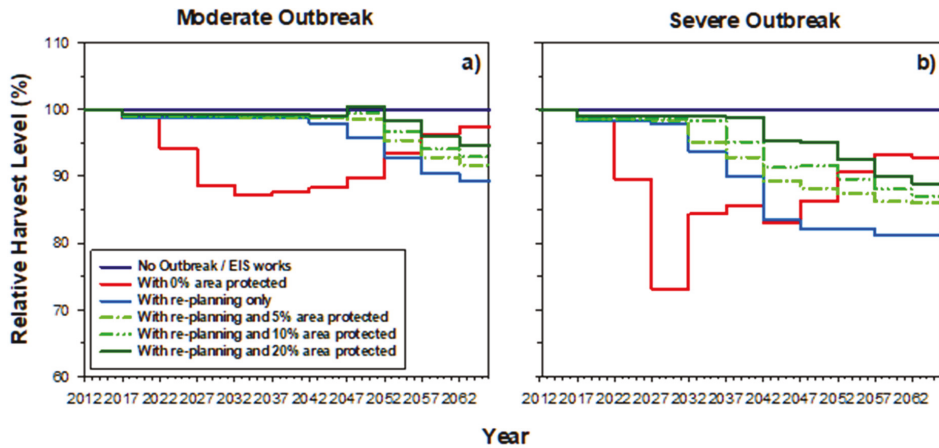 Moderate Outbreak
Severe Outbreak
Relative Harvest Level (%)
110
100
90
80
70
60
a)
b)
No Outbreak / EIS works
With 0% area protected
With re-planning only
With re-planning and 5% area protected
With re-planning and 10% area protected
With re-planning and 20% area protected
2012 2017 2022 2027 2032 2037 2042 2047 2052 2057 2062
2012 2017 2022 2027 2032 2037 2042 2047 2052 2057 2062
Year